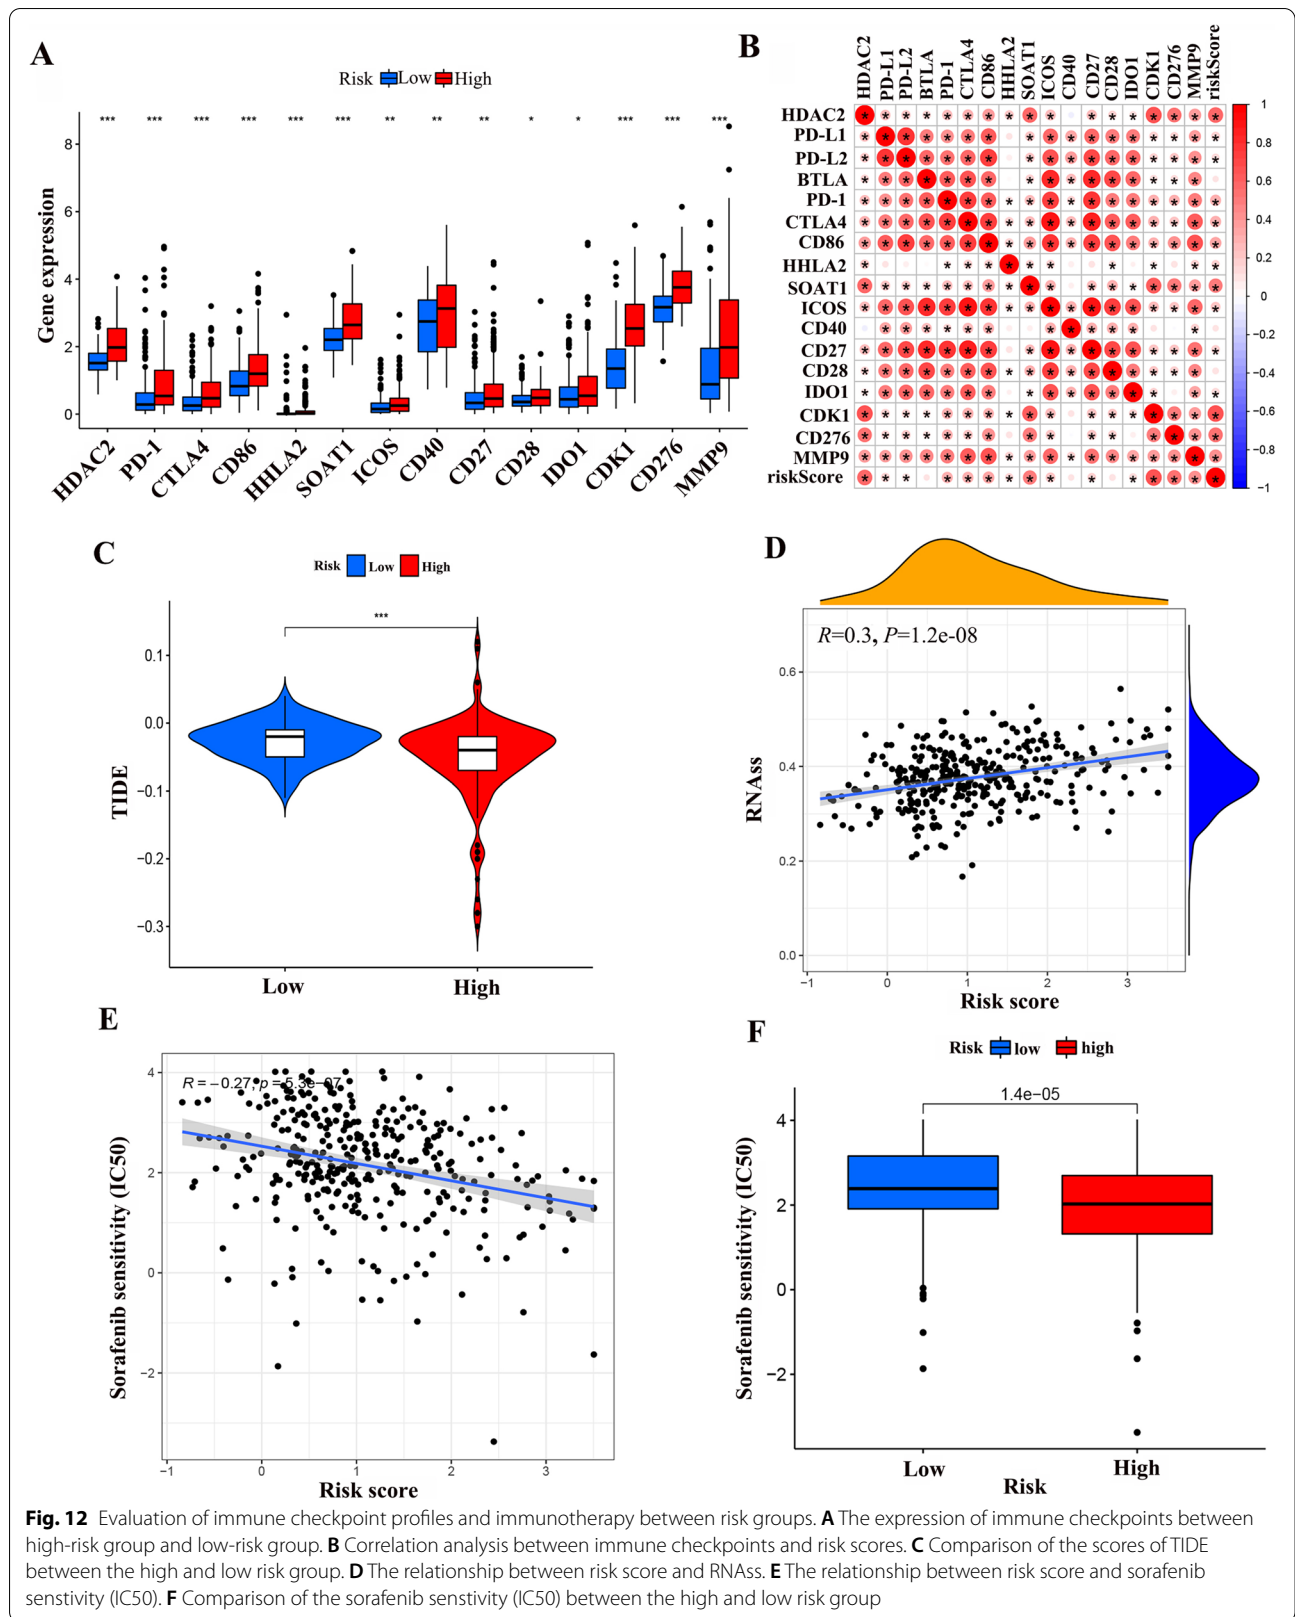 A
Risk Low High
*** *** *** *** *** *** ** ** ** * * *** *** ***
Gene expression
8
6
4
2
0
HDAC2 PD-1 CTLA4 CD86 HHLA2 SOAT1 ICOS CD40 CD27 CD28 IDO1 CDK1 CD276 MMP9
B
HDAC2 PD-L1 PD-L2 BTLA PD-1 CTLA4 CD86 HHLA2 SOAT1 ICOS CD40 CD27 CD28 IDO1 CDK1 CD276 MMP9 riskScore
HDAC2
PD-L1
PD-L2
BTLA
PD-1
CTLA4
CD86
HHLA2
SOAT1
ICOS
CD40
CD27
CD28
IDO1
CDK1
CD276
MMP9
riskScore
1
0.8
0.6
0.4
0.2
0
−0.2
−0.4
−0.6
−0.8
−1
C
Risk Low High
***
TIDE
0.1
0.0
−0.1
−0.2
−0.3
Low High
D
R=0.3, P=1.2e-08
RNAss
0.6
0.4
0.2
0.0
−1 0 1 2 3
Risk score
E
R = −0.27, p = 5.3e−07
Sorafenib sensitivity (IC50)
4
2
0
−2
−1 0 1 2 3
Risk score
F
Risk low high
1.4e−05
Sorafenib sensitivity (IC50)
4
2
0
−2
Low High
Risk
Fig. 12 Evaluation of immune checkpoint profiles and immunotherapy between risk groups. A The expression of immune checkpoints between
high-risk group and low-risk group. B Correlation analysis between immune checkpoints and risk scores. C Comparison of the scores of TIDE
between the high and low risk group. D The relationship between risk score and RNAss. E The relationship between risk score and sorafenib
senstivity (IC50). F Comparison of the sorafenib senstivity (IC50) between the high and low risk group